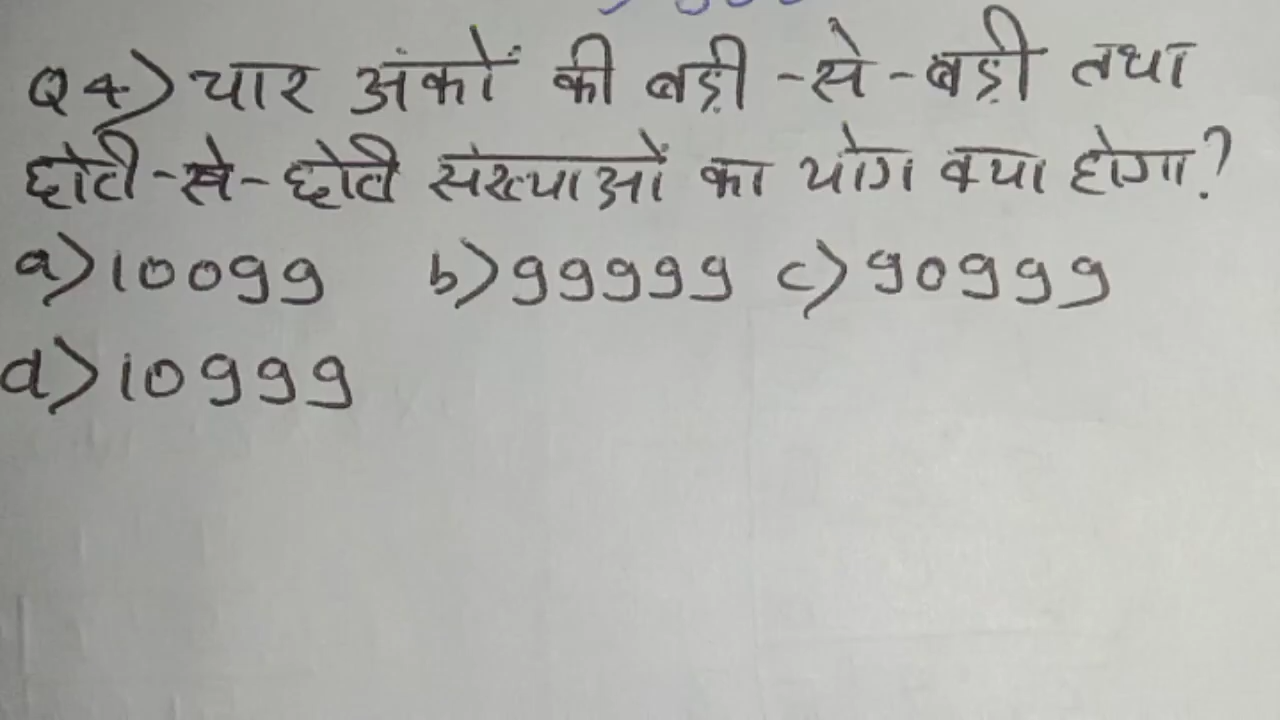 Q4) चार अंकों की बड़ी-से-बड़ी तथा
छोटी-से-छोटी संख्याओं का योग क्या होगा?
a) 10099 b) 99999 c) 90999
d) 10999